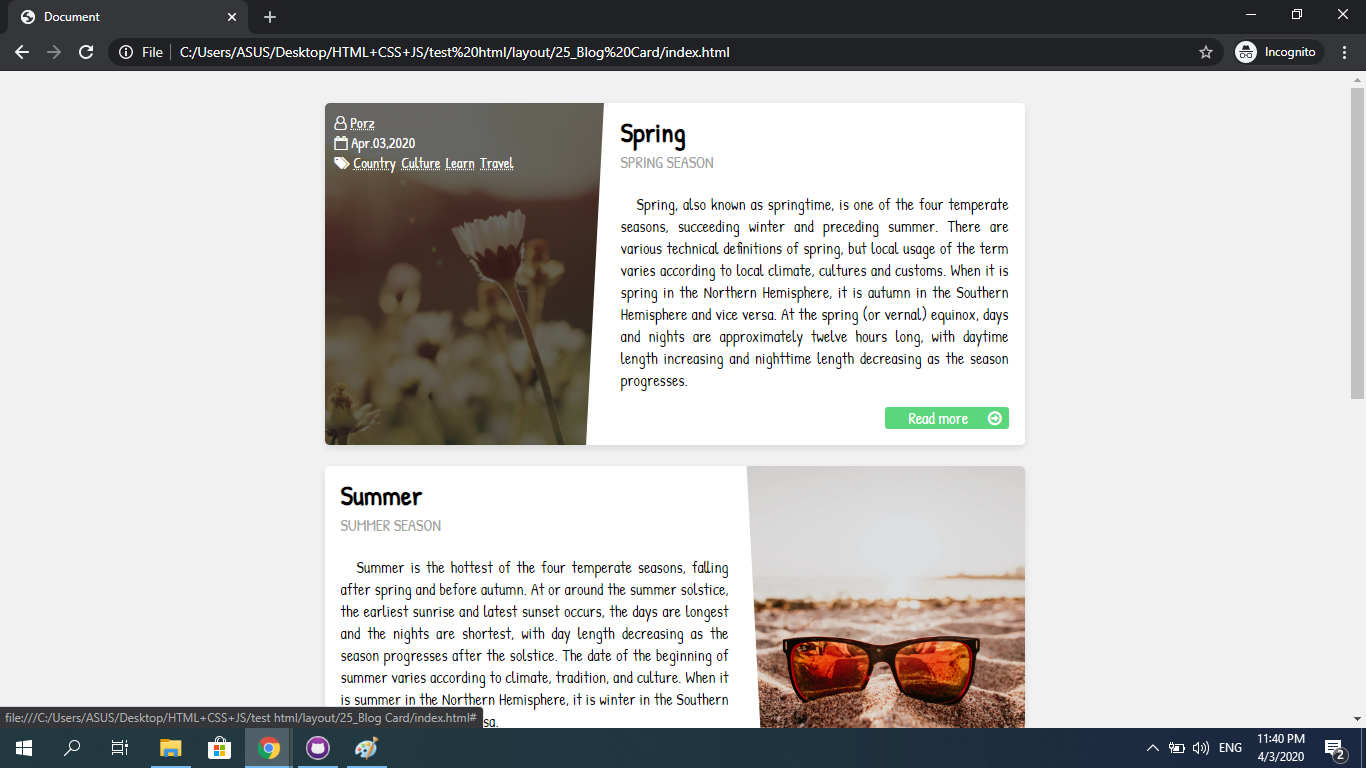 Document
File
C:/Users/ASUS/Desktop/HTML+CSS+JS/test%20html/layout/25_Blog%20Card/index.html
Incognito
Porz
Apr.03,2020
Country Culture Learn Travel
Spring
SPRING SEASON
Spring, also known as springtime, is one of the four temperate
seasons, succeeding winter and preceding summer. There are
various technical definitions of spring, but local usage of the term
varies according to local climate, cultures and customs. When it is
spring in the Northern Hemisphere, it is autumn in the Southern
Hemisphere and vice versa. At the spring (or vernal) equinox, days
and nights are approximately twelve hours long, with daytime
length increasing and nighttime length decreasing as the season
progresses.
Read more
Summer
SUMMER SEASON
Summer is the hottest of the four temperate seasons, falling
after spring and before autumn. At or around the summer solstice,
the earliest sunrise and latest sunset occurs, the days are longest
and the nights are shortest, with day length decreasing as the
season progresses after the solstice. The date of the beginning of
summer varies according to climate, tradition, and culture. When it
is summer in the Northern Hemisphere, it is winter in the Southern
sa.
file:///C:/Users/ASUS/Desktop/HTML+CSS+JS/test html/layout/25_Blog Card/index.html#
ENG
11:40 PM
4/3/2020
2